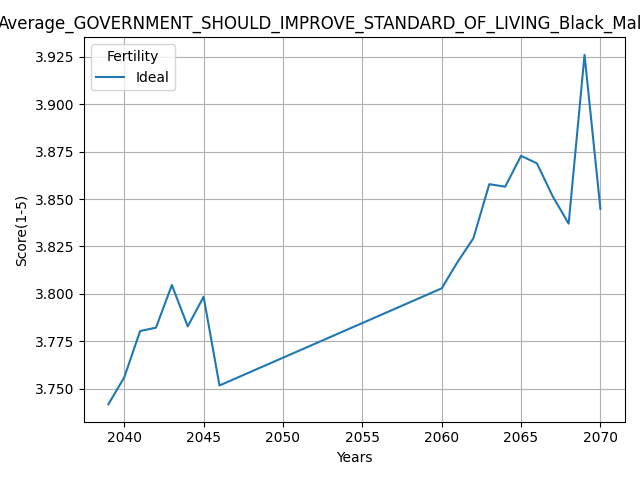 Average_GOVERNMENT_SHOULD_IMPROVE_STANDARD_OF_LIVING_Black_Mal
Fertility
Ideal
3.925
3.900
3.875
3.850
3.825
3.800
3.775
3.750
Score(1-5)
2040 2045 2050 2055 2060 2065 2070
Years